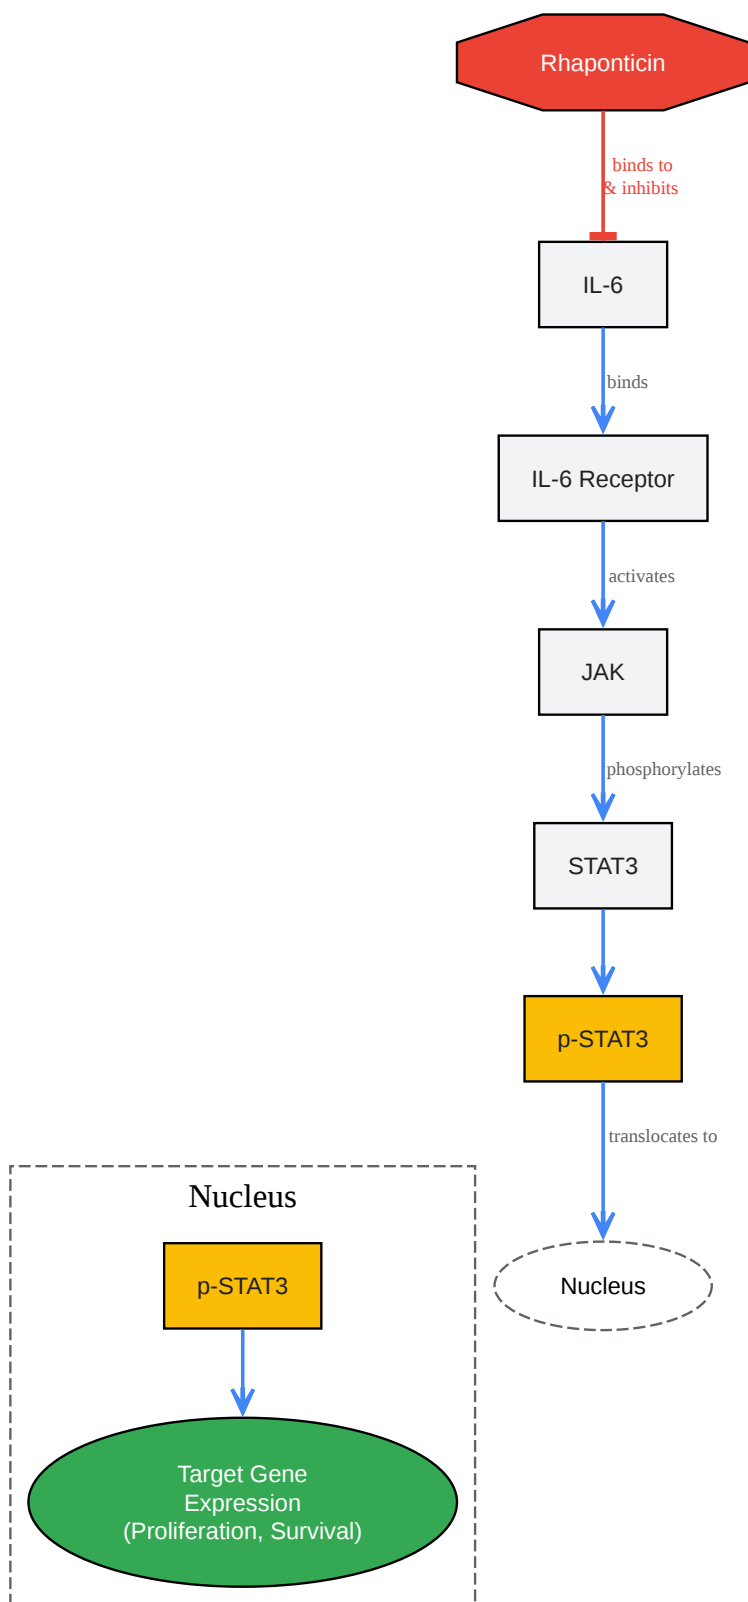 Rhaponticin
binds to
& inhibits
IL-6
binds
IL-6 Receptor
activates
JAK
phosphorylates
STAT3
p-STAT3
translocates to
Nucleus
Nucleus
p-STAT3
Target Gene
Expression
(Proliferation, Survival)